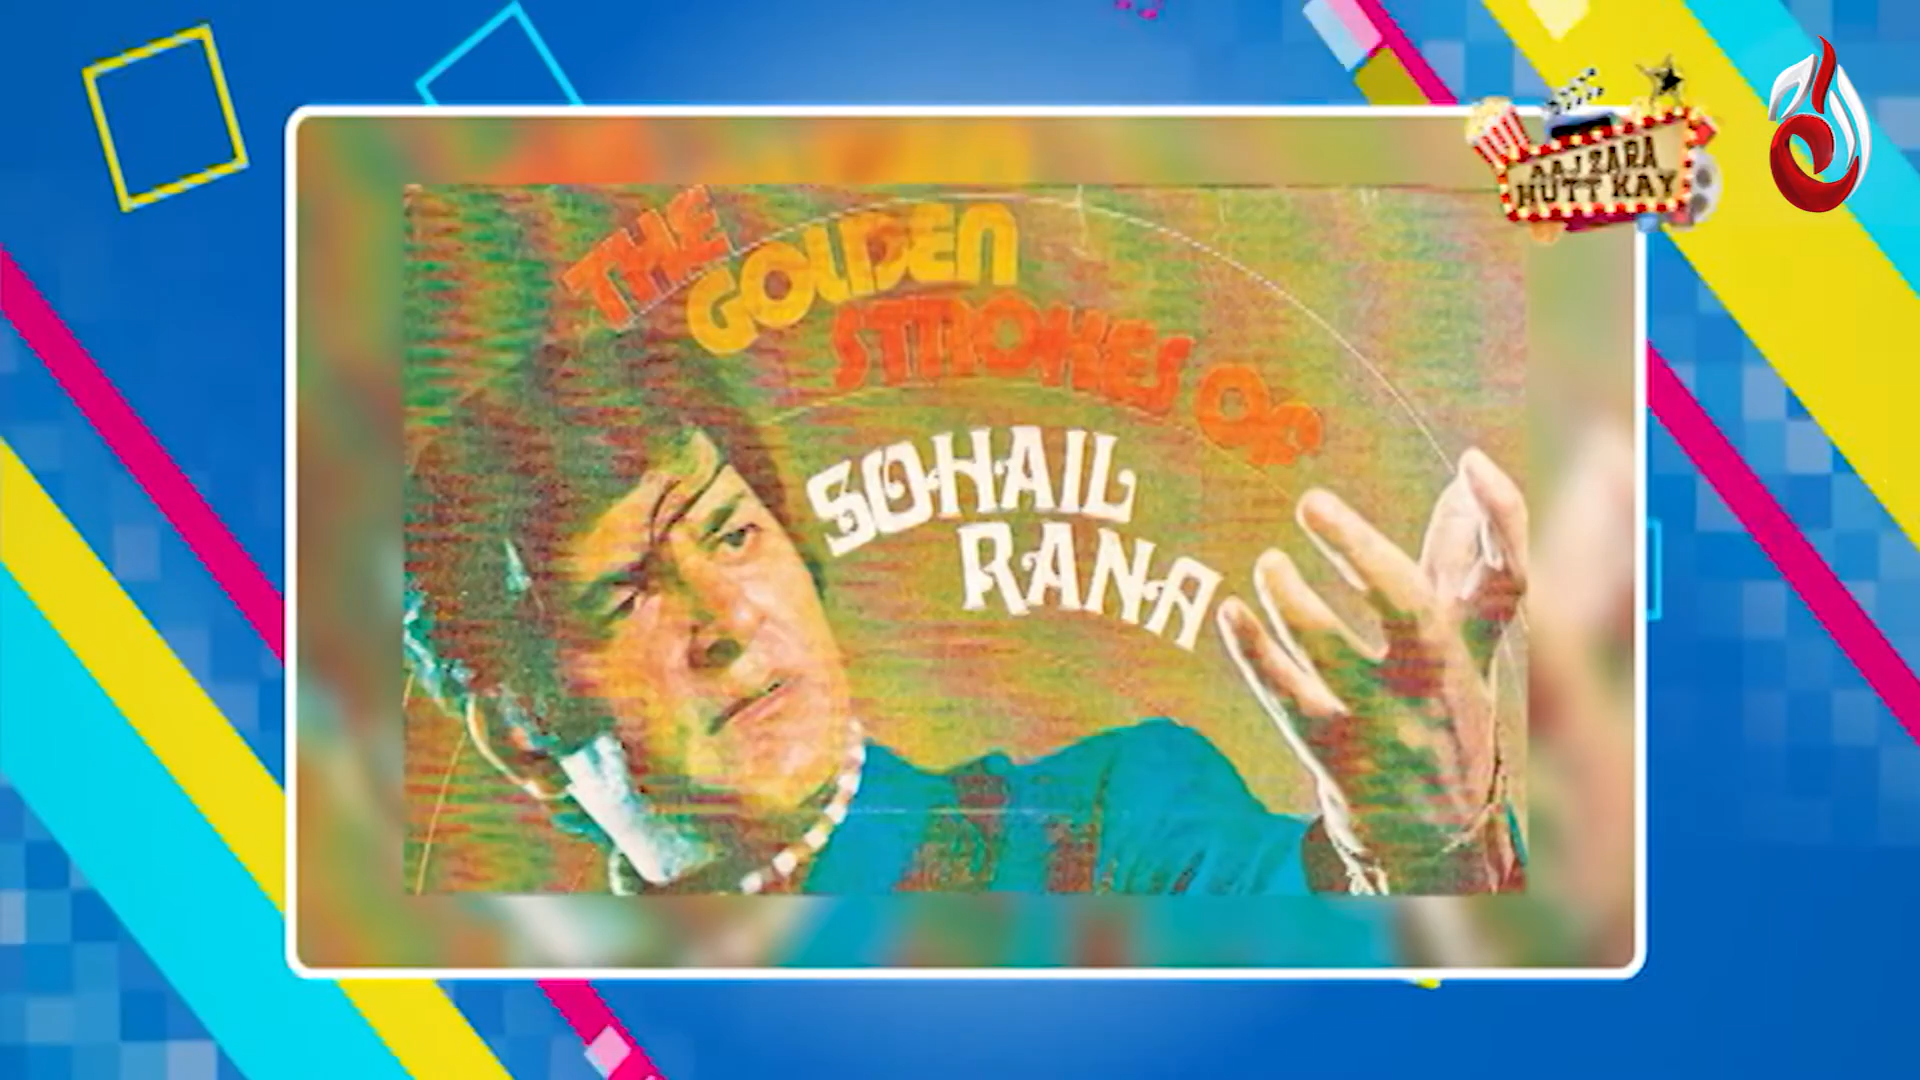 THE
GOLDEN
STROKES OF
SOHAIL
RANA
AAJ ZARA
HUTT KAY